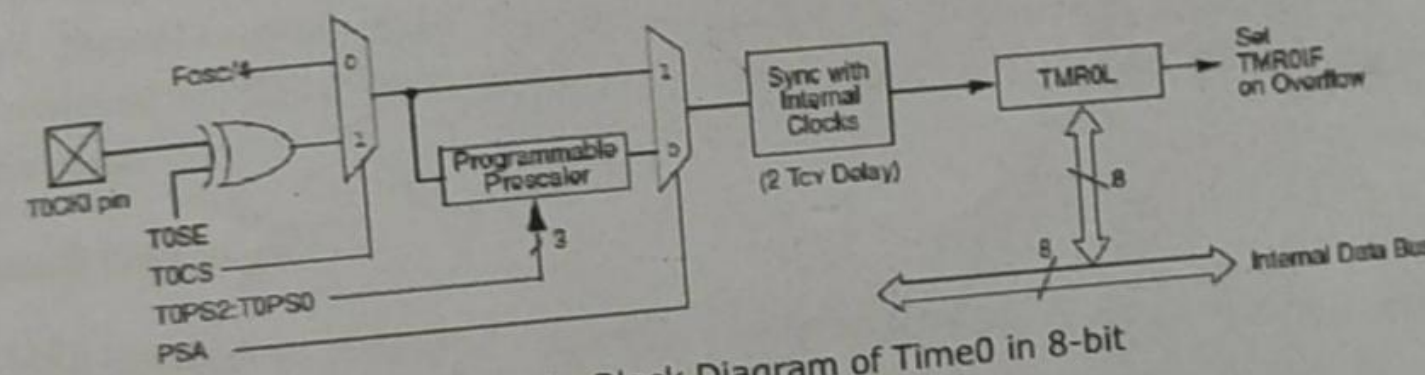 Fosc/4
0
1
T0CKI pin
T0SE
T0CS
T0PS2:T0PS0
PSA
Programmable
Prescaler
3
1
0
Sync with
Internal
Clocks
(2 Tcy Delay)
TMR0L
Set
TMR0IF
on Overflow
8
8
Internal Data Bus
Block Diagram of Time0 in 8-bit